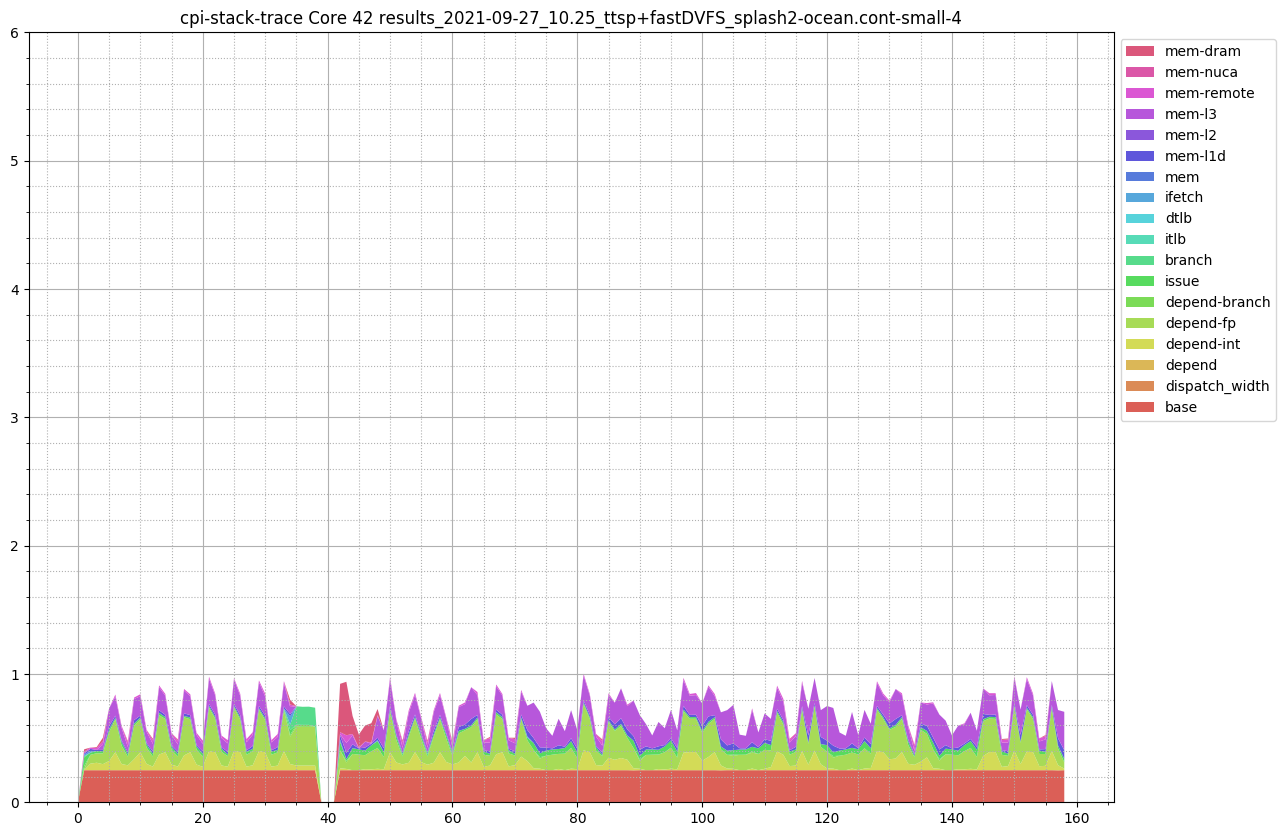 cpi-stack-trace Core 42 results_2021-09-27_10.25_ttsp+fastDVFS_splash2-ocean.cont-small-4
6
5
4
3
2
1
0
0 20 40 60 80 100 120 140 160
mem-dram
mem-nuca
mem-remote
mem-l3
mem-l2
mem-l1d
mem
ifetch
dtlb
itlb
branch
issue
depend-branch
depend-fp
depend-int
depend
dispatch_width
base